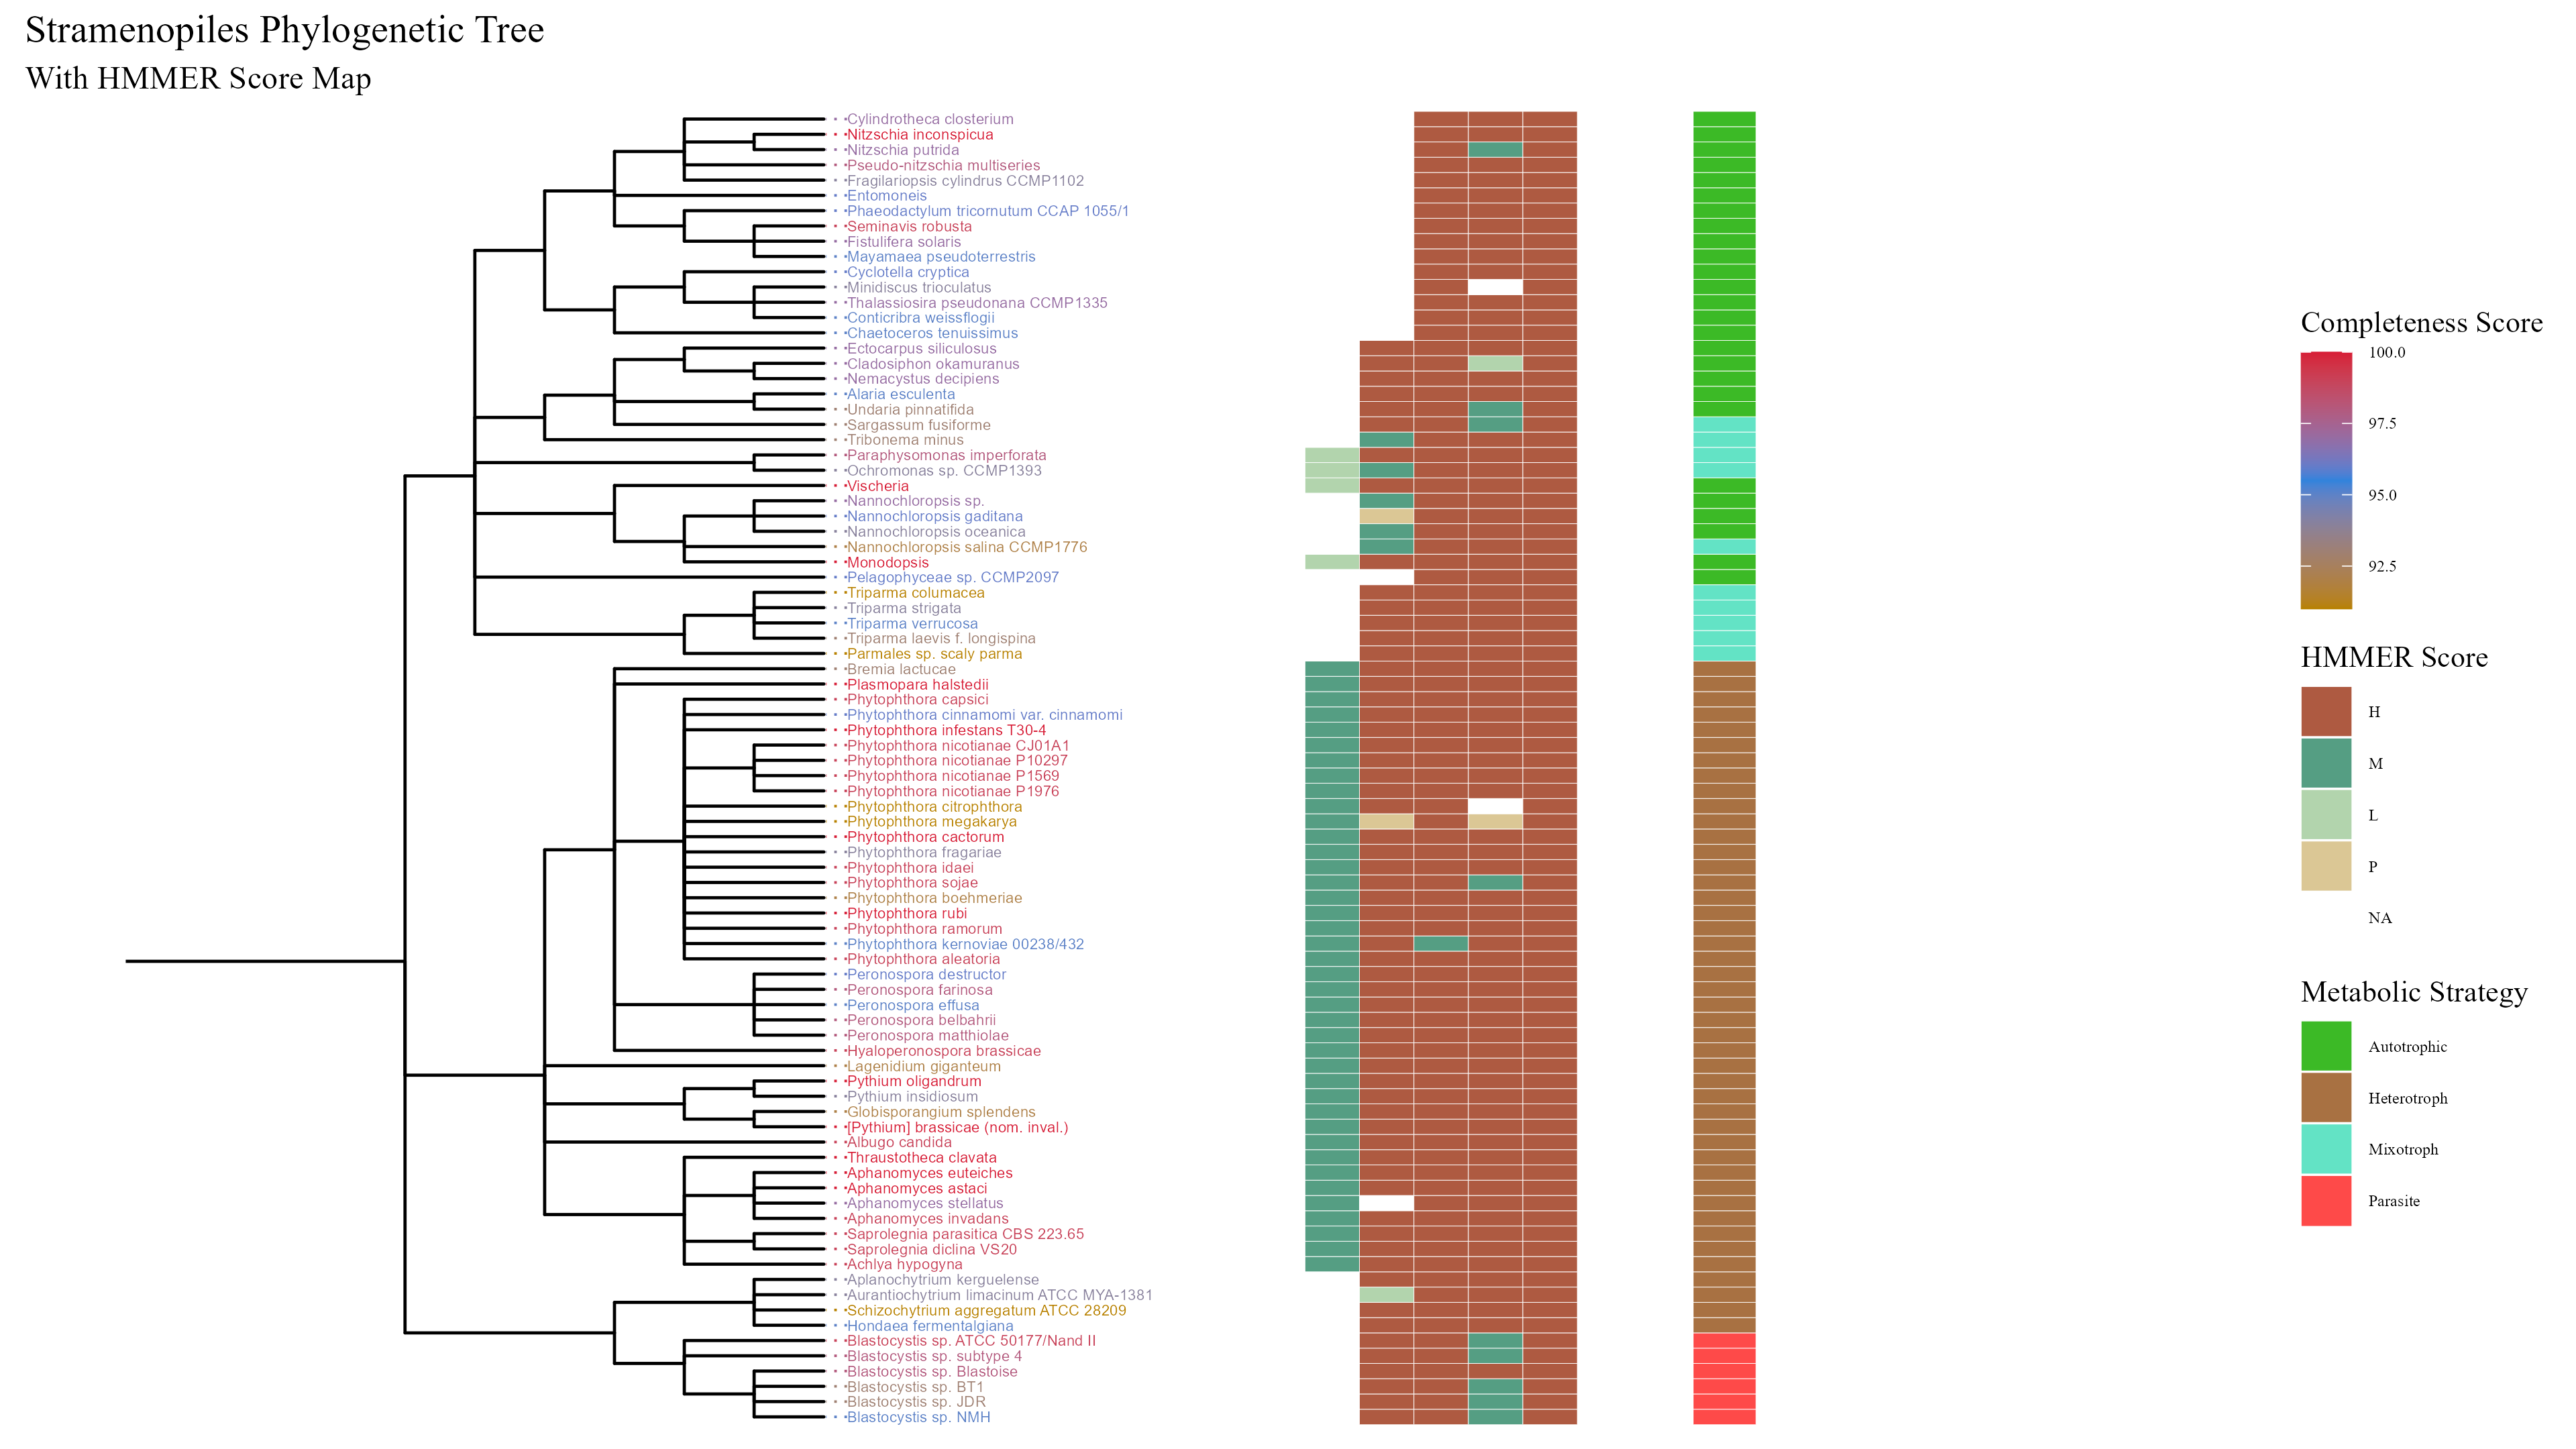 Stramenopiles Phylogenetic Tree
With HMMER Score Map
Cylindrotheca closterium
Nitzschia inconspicua
Nitzschia putrida
Pseudo-nitzschia multiseries
Fragilariopsis cylindrus CCMP1102
Entomoneis
Phaeodactylum tricornutum CCAP 1055/1
Seminavis robusta
Fistulifera solaris
Mayamaea pseudoterrestris
Cyclotella cryptica
Minidiscus trioculatus
Thalassiosira pseudonana CCMP1335
Conticribra weissflogii
Chaetoceros tenuissimus
Ectocarpus siliculosus
Cladosiphon okamuranus
Nemacystus decipiens
Alaria esculenta
Undaria pinnatifida
Sargassum fusiforme
Tribonema minus
Paraphysomonas imperforata
Ochromonas sp. CCMP1393
Vischeria
Nannochloropsis sp.
Nannochloropsis gaditana
Nannochloropsis oceanica
Nannochloropsis salina CCMP1776
Monodopsis
Pelagophyceae sp. CCMP2097
Triparma columacea
Triparma strigata
Triparma verrucosa
Triparma laevis f. longispina
Parmales sp. scaly parma
Bremia lactucae
Plasmopara halstedii
Phytophthora capsici
Phytophthora cinnamomi var. cinnamomi
Phytophthora infestans T30-4
Phytophthora nicotianae CJ01A1
Phytophthora nicotianae P10297
Phytophthora nicotianae P1569
Phytophthora nicotianae P1976
Phytophthora citrophthora
Phytophthora megakarya
Phytophthora cactorum
Phytophthora fragariae
Phytophthora idaei
Phytophthora sojae
Phytophthora boehmeriae
Phytophthora rubi
Phytophthora ramorum
Phytophthora kernoviae 00238/432
Phytophthora aleatoria
Peronospora destructor
Peronospora farinosa
Peronospora effusa
Peronospora belbahrii
Peronospora matthiolae
Hyaloperonospora brassicae
Lagenidium giganteum
Pythium oligandrum
Pythium insidiosum
Globisporangium splendens
[Pythium] brassicae (nom. inval.)
Albugo candida
Thraustotheca clavata
Aphanomyces euteiches
Aphanomyces astaci
Aphanomyces stellatus
Aphanomyces invadans
Saprolegnia parasitica CBS 223.65
Saprolegnia diclina VS20
Achlya hypogyna
Aplanochytrium kerguelense
Aurantiochytrium limacinum ATCC MYA-1381
Schizochytrium aggregatum ATCC 28209
Hondaea fermentalgiana
Blastocystis sp. ATCC 50177/Nand II
Blastocystis sp. subtype 4
Blastocystis sp. Blastoise
Blastocystis sp. BT1
Blastocystis sp. JDR
Blastocystis sp. NMH
Completeness Score
100.0
97.5
95.0
92.5
HMMER Score
H
M
L
P
NA
Metabolic Strategy
Autotrophic
Heterotroph
Mixotroph
Parasite